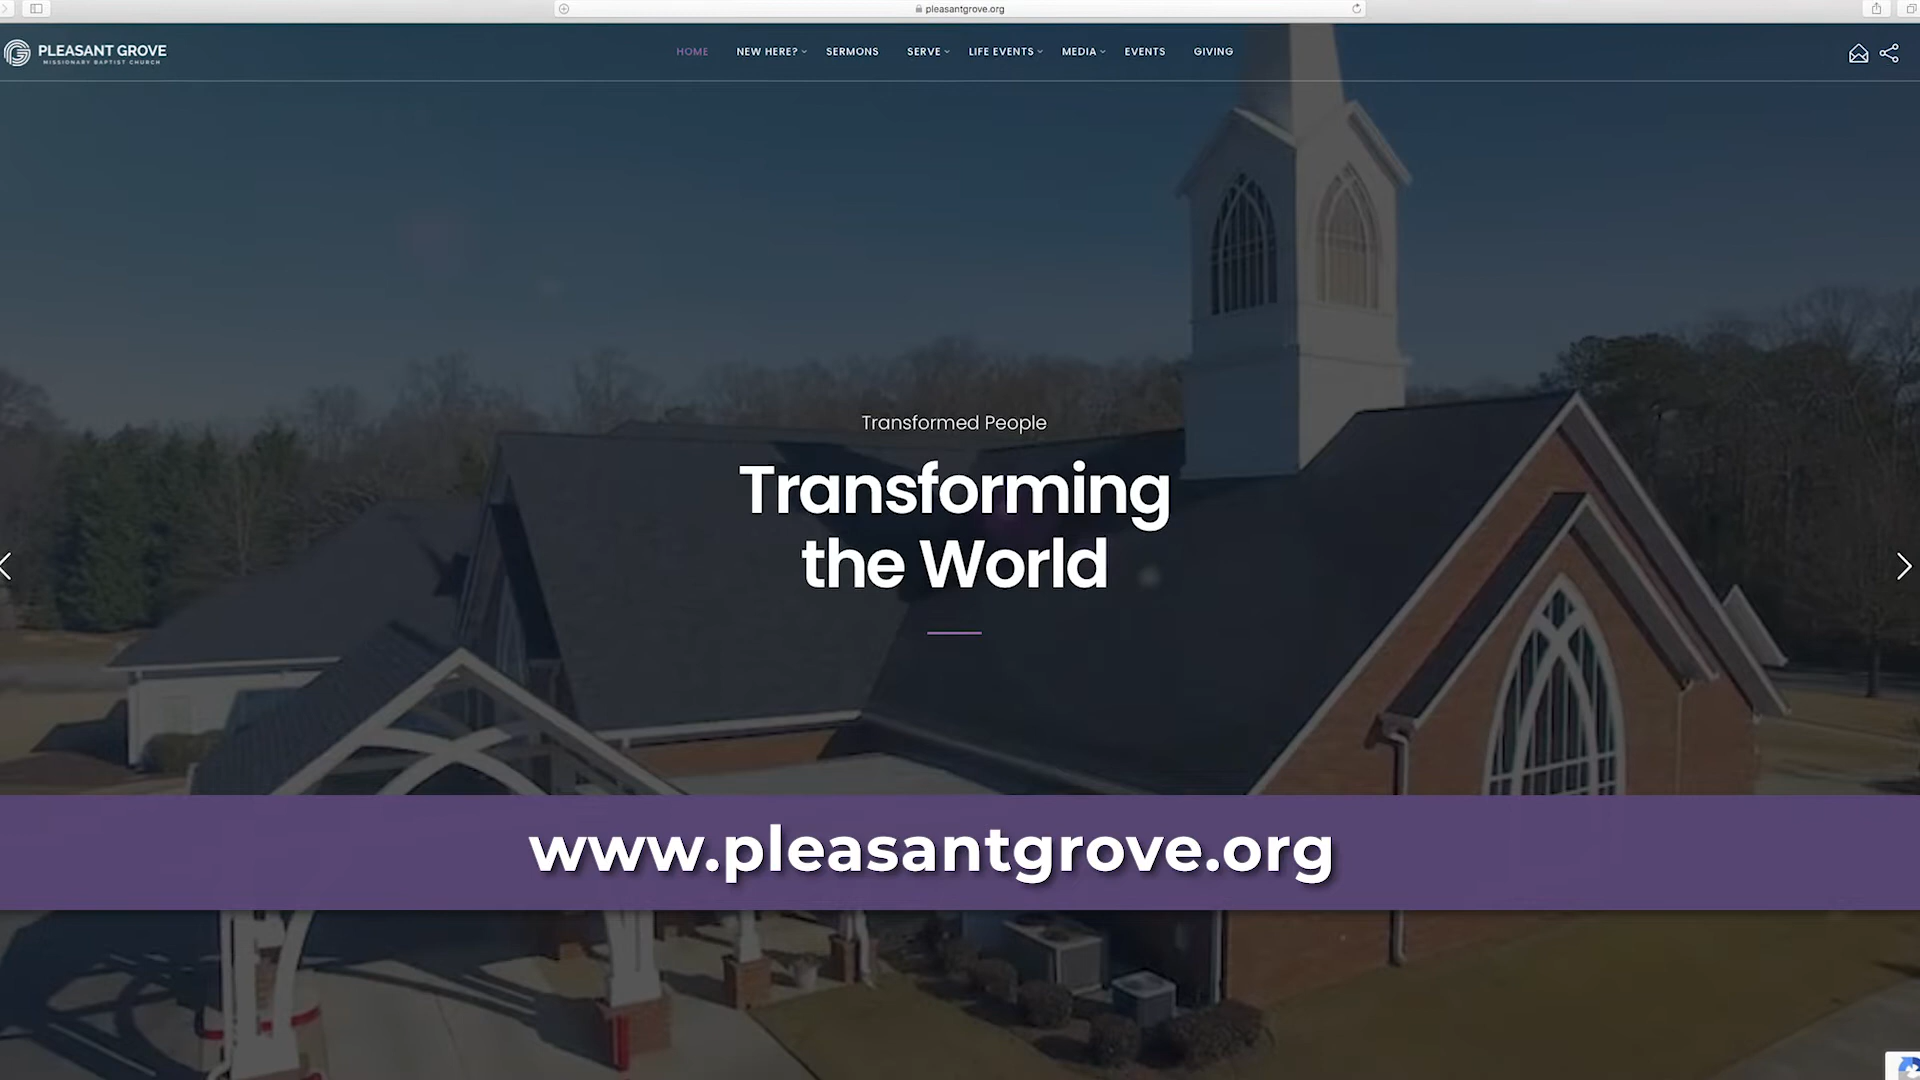 pleasantgrove.org
PLEASANT GROVE
MISSIONARY BAPTIST CHURCH
HOME NEW HERE? SERMONS SERVE LIFE EVENTS MEDIA EVENTS GIVING
Transformed People
Transforming
the World
www.pleasantgrove.org